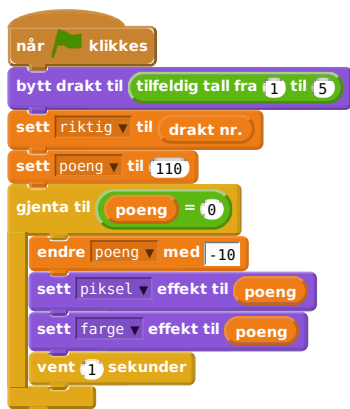 når klikkes
bytt drakt til tilfeldig tall fra 1 til 5
sett riktig ▼ til drakt nr.
sett poeng ▼ til 110
gjenta til poeng = 0
endre poeng ▼ med -10
sett piksel ▼ effekt til poeng
sett farge ▼ effekt til poeng
vent 1 sekunder